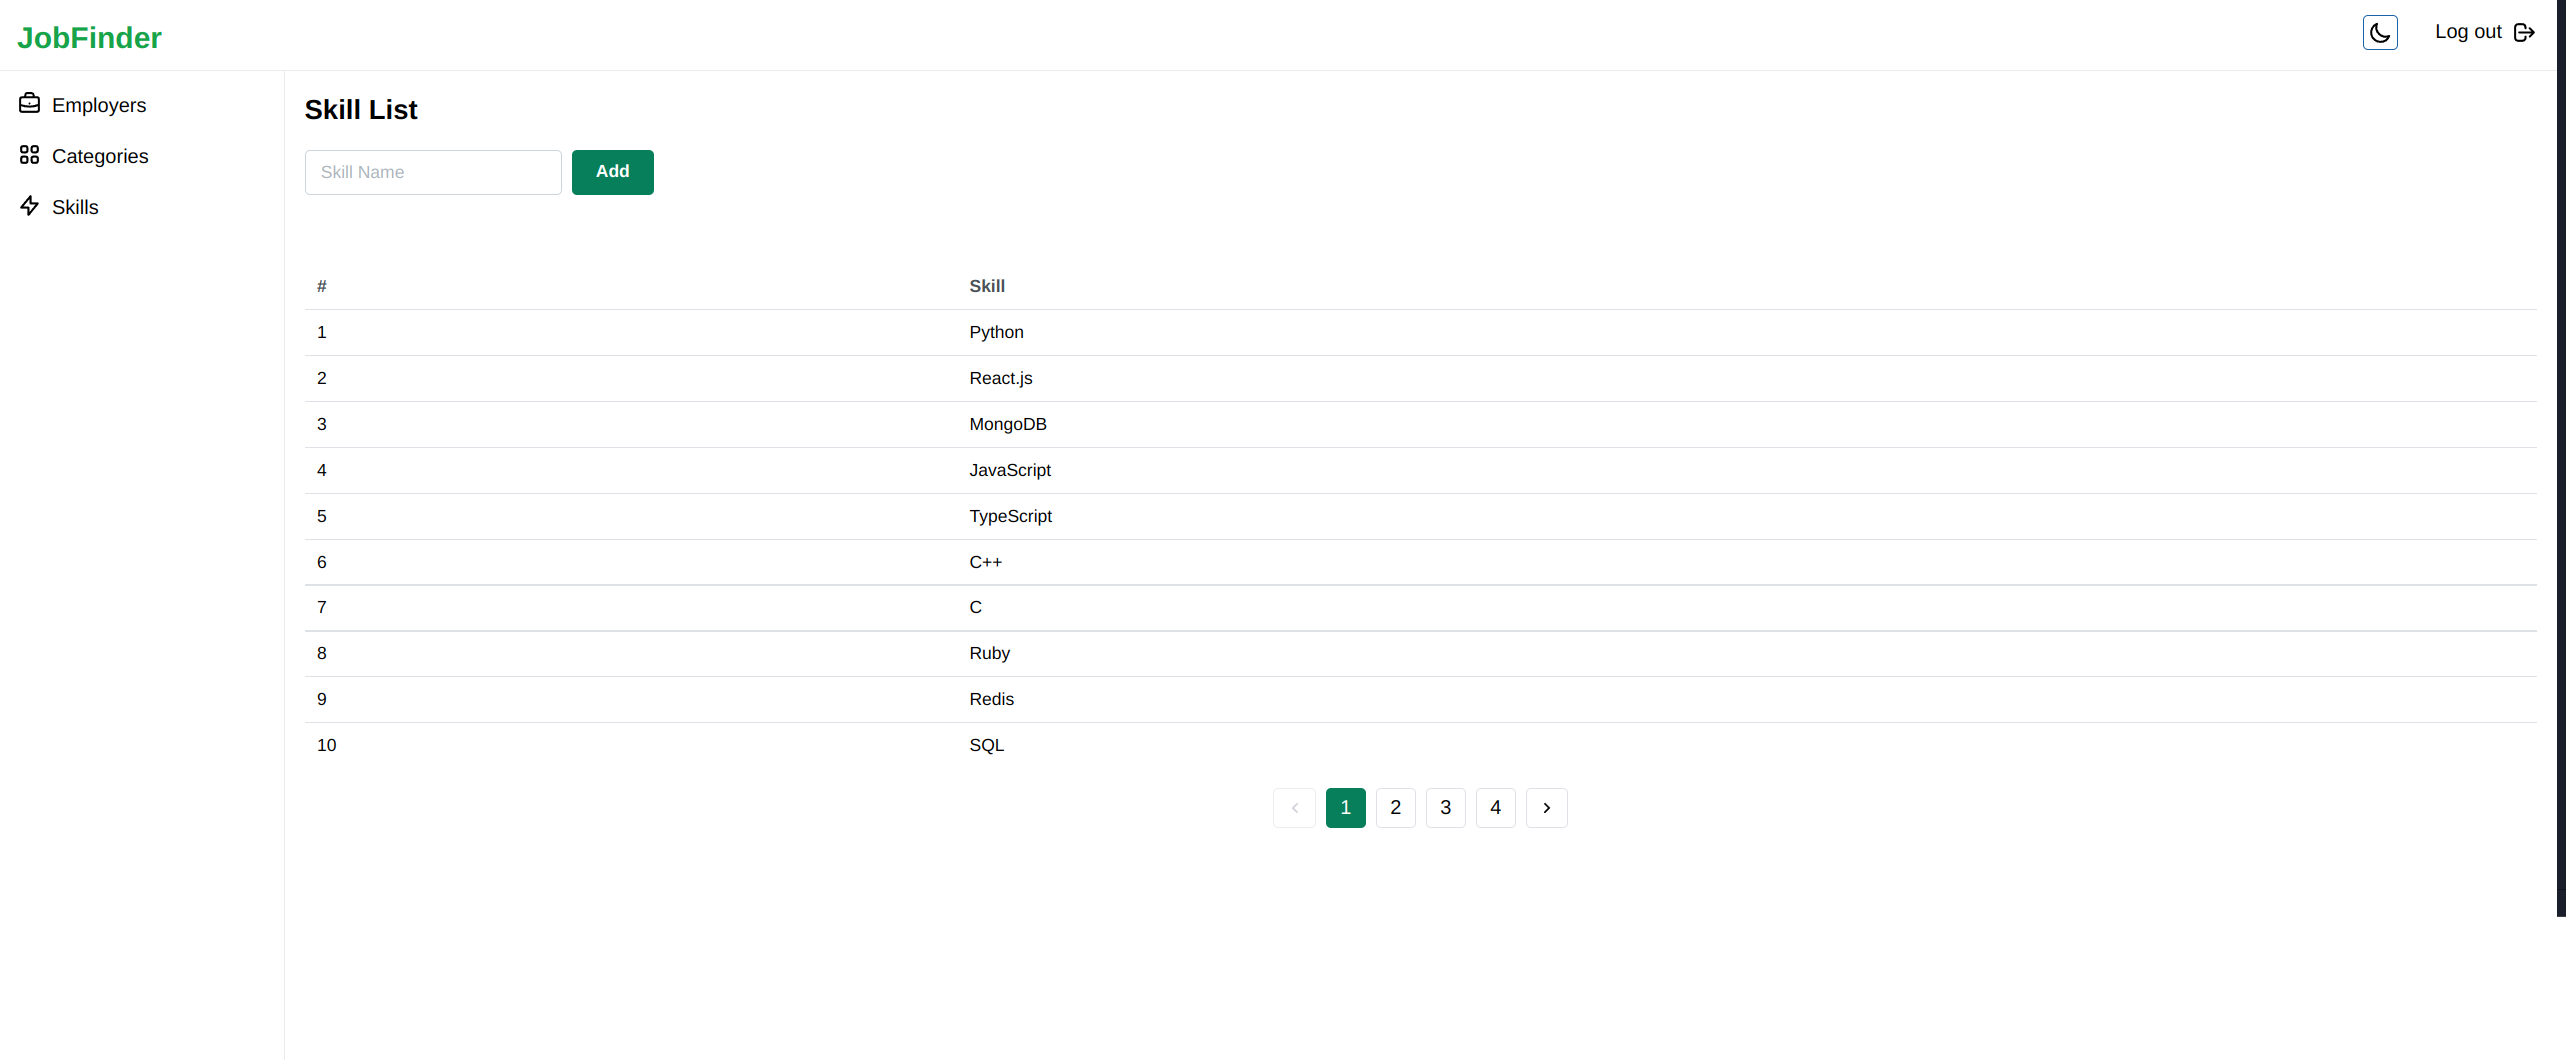 JobFinder
Log out
Employers
Categories
Skills
Skill List
Skill Name
Add
# Skill
1 Python
2 React.js
3 MongoDB
4 JavaScript
5 TypeScript
6 C++
7 C
8 Ruby
9 Redis
10 SQL
1 2 3 4